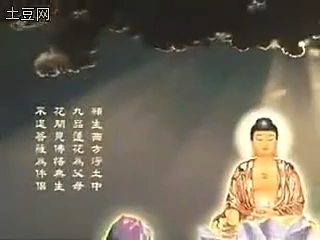 土豆网
願生西方淨土中
九品蓮花為父母
花開見佛悟無生
不退菩薩為伴侶